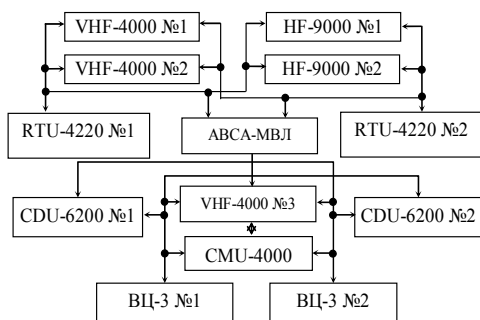 VHF-4000 №1
HF-9000 №1
VHF-4000 №2
HF-9000 №2
RTU-4220 №1
АВСА-МВЛ
RTU-4220 №2
CDU-6200 №1
VHF-4000 №3
CDU-6200 №2
CMU-4000
ВЦ-3 №1
ВЦ-3 №2